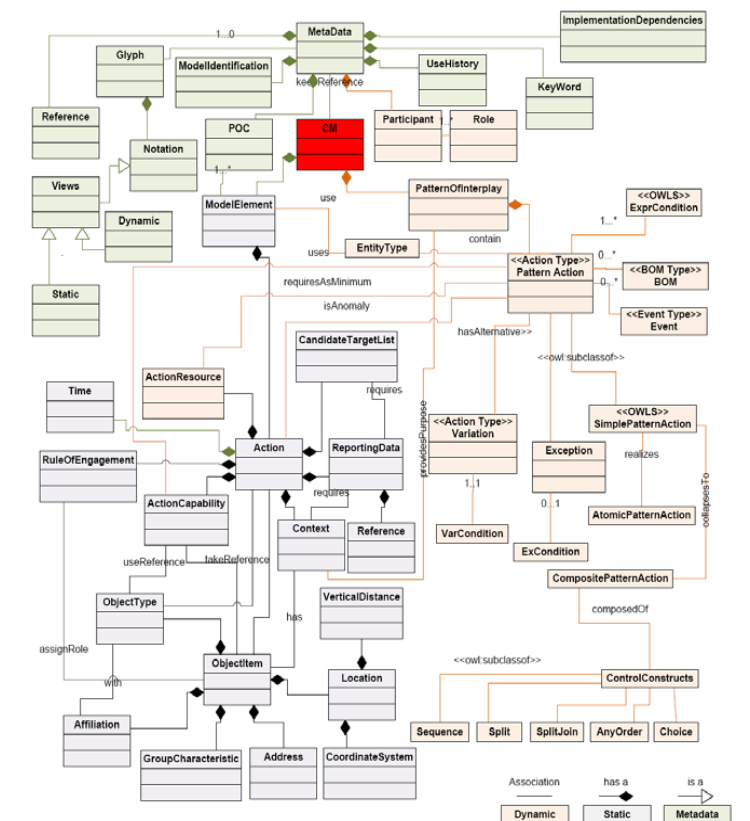 ImplementationDependencies
MetaData
1...0
Glyph
ModelIdentification
UseHistory
KeyWord
Reference
POC
CM
Participant
1..*
Role
Notation
1...*
Views
Dynamic
ModelElement
use
PatternOfInterplay
<<OWLS>>
ExprCondition
1...*
contain
uses
EntityType
0...*
<<Action Type>>
Pattern Action
<<BOM Type>>
BOM
0...*
requiresAsMinimum
Static
isAnomaly
<<Event Type>>
Event
hasAlternative>>
CandidateTargetList
<<owl:subclassof>>
ActionResource
Time
requires
<<OWLS>>
SimplePatternAction
<<Action Type>>
Variation
providesPurpose
Action
ReportingData
Exception
realizes
RuleOfEngagement
collapsesTo
requires
1...1
ActionCapability
0...1
AtomicPatternAction
Context
Reference
VarCondition
ExCondition
useReference
takeReference
CompositePatternAction
ObjectType
VerticalDistance
has
composedOf
assignRole
<<owl:subclassof>>
ObjectItem
with
Location
ControlConstructs
Affiliation
Sequence
Split
SplitJoin
AnyOrder
Choice
GroupCharacteristic
Address
CoordinateSystem
Association
has a
is a
Dynamic
Static
Metadata